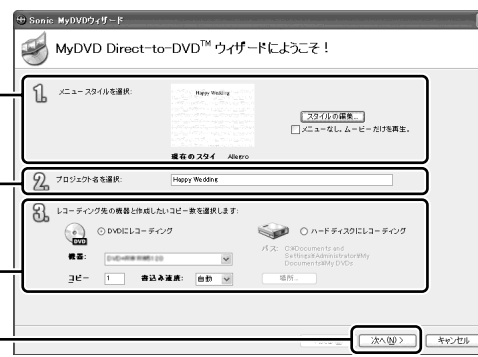 Sonic MyDVDウィザード
MyDVD Direct-to-DVD™ ウィザードにようこそ！
1. メニュースタイルを選択:
Happy Wedding
スタイルの編集...
メニューなし、ムービーだけを再生。
現在のスタイ Allegro
2. プロジェクト名を選択:
Happy Wedding
3. レコーディング先の機器と作成したいコピー数を選択します:
DVD
DVDにレコーディング
ハードディスクにレコーディング
機器:
パス: C:¥Documents and
Settings¥Administrator¥My
Documents¥My DVDs
コピー 1 書込み速度: 自動
場所...
次へ(N) >
キャンセル